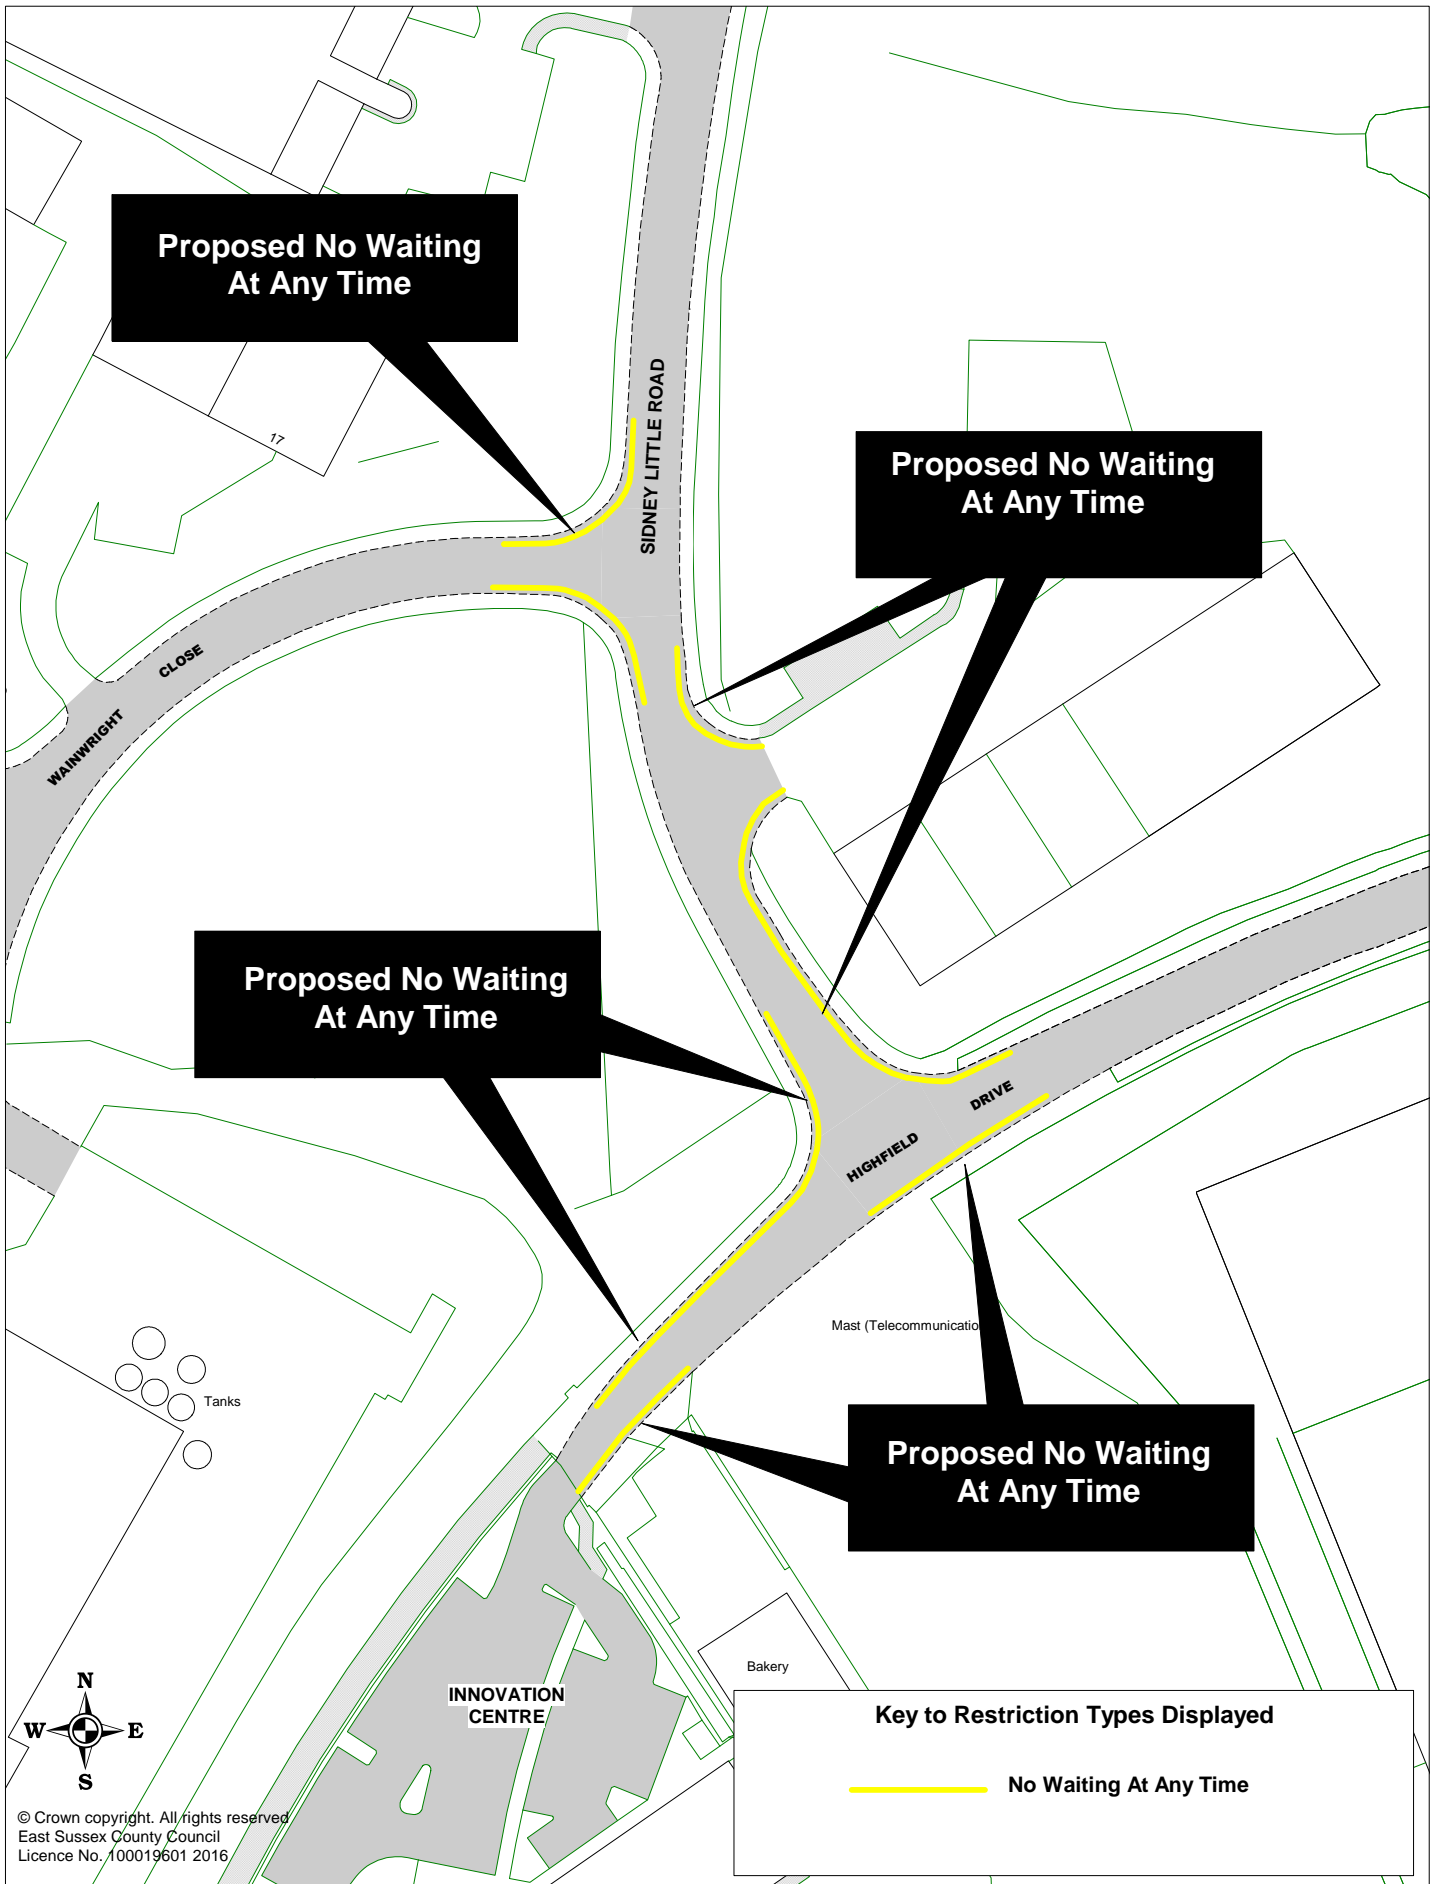 Proposed No Waiting
At Any Time
SIDNEY LITTLE ROAD
17
Proposed No Waiting
At Any Time
WAINWRIGHT CLOSE
Proposed No Waiting
At Any Time
HIGHFIELD DRIVE
Mast (Telecommunicatio
Tanks
Proposed No Waiting
At Any Time
Bakery
INNOVATION
CENTRE
N
W E
S
Key to Restriction Types Displayed
No Waiting At Any Time
© Crown copyright. All rights reserved
East Sussex County Council
Licence No. 100019601 2016